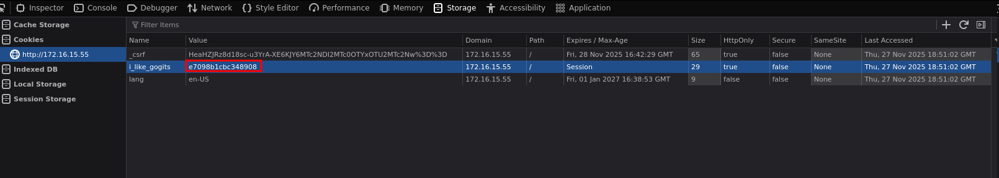 Inspector Console Debugger Network Style Editor Performance Memory Storage Accessibility Application
Cache Storage
Filter Items
Cookies
Name Value Domain Path Expires / Max-Age Size HttpOnly Secure SameSite Last Accessed
http://172.16.15.55
_csrf HeaHZJRz8d18sc-u3YrA-XE6KJY6MTc2NDI2MTc0OTYxOTU2MTc2Nw%3D%3D 172.16.15.55 / Fri, 28 Nov 2025 16:42:29 GMT 65 true false None Thu, 27 Nov 2025 18:51:02 GMT
Indexed DB
i_like_gogits e7098b1cbc348908 172.16.15.55 / Session 29 true false None Thu, 27 Nov 2025 18:51:02 GMT
Local Storage
lang en-US 172.16.15.55 / Fri, 01 Jan 2027 16:38:53 GMT 9 false false None Thu, 27 Nov 2025 18:51:02 GMT
Session Storage